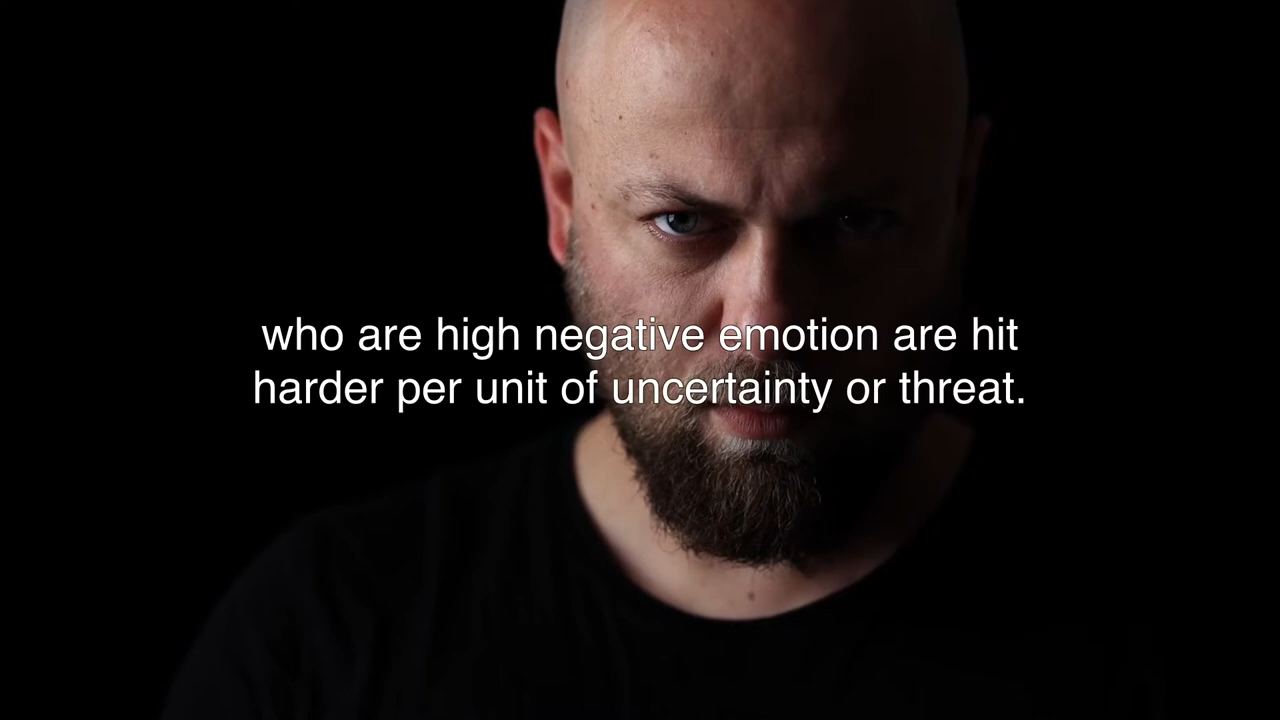 who are high negative emotion are hit
harder per unit of uncertainty or threat.